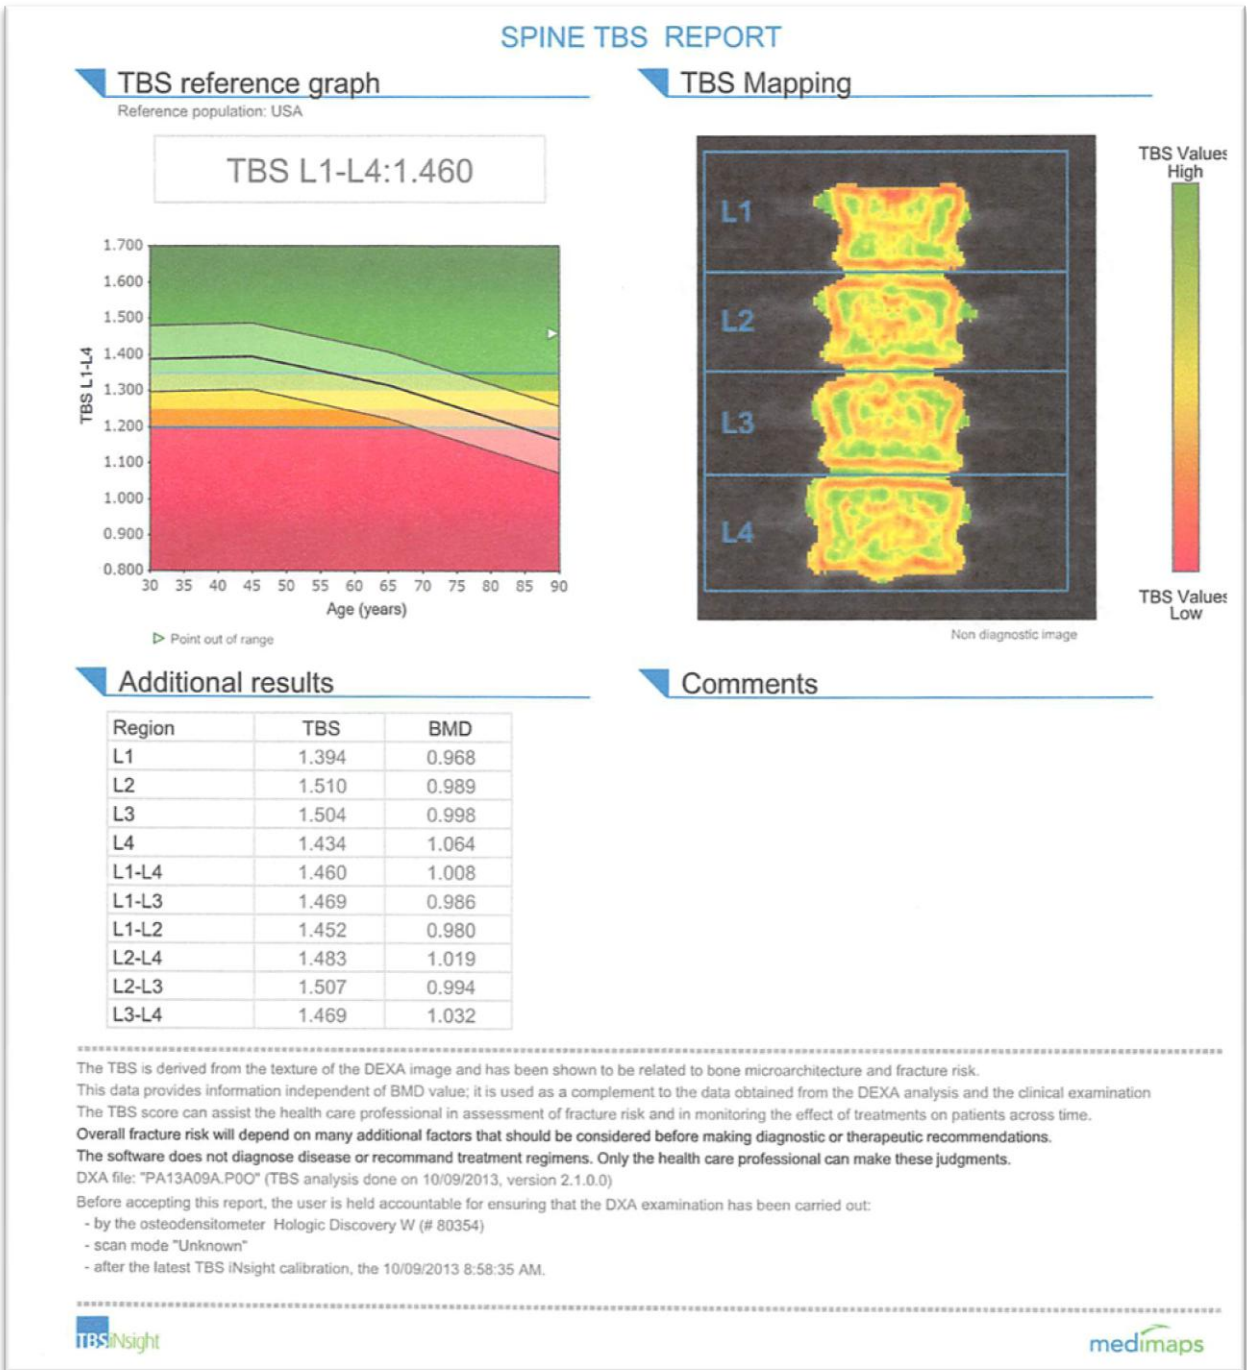 SPINE TBS REPORT
TBS reference graph
Reference population: USA
TBS L1-L4:1.460
TBS L1-L4
1.700
1.600
1.500
1.400
1.300
1.200
1.100
1.000
0.900
0.800
30 35 40 45 50 55 60 65 70 75 80 85 90
Age (years)
Point out of range
TBS Mapping
L1
L2
L3
L4
TBS Values
High
TBS Values
Low
Non diagnostic image
Additional results
Region TBS BMD
L1 1.394 0.968
L2 1.510 0.989
L3 1.504 0.998
L4 1.434 1.064
L1-L4 1.460 1.008
L1-L3 1.469 0.986
L1-L2 1.452 0.980
L2-L4 1.483 1.019
L2-L3 1.507 0.994
L3-L4 1.469 1.032
Comments
The TBS is derived from the texture of the DEXA image and has been shown to be related to bone microarchitecture and fracture risk.
This data provides information independent of BMD value; it is used as a complement to the data obtained from the DEXA analysis and the clinical examination
The TBS score can assist the health care professional in assessment of fracture risk and in monitoring the effect of treatments on patients across time.
Overall fracture risk will depend on many additional factors that should be considered before making diagnostic or therapeutic recommendations.
The software does not diagnose disease or recommand treatment regimens. Only the health care professional can make these judgments.
DXA file: "PA13A09A.P0O" (TBS analysis done on 10/09/2013, version 2.1.0.0)
Before accepting this report, the user is held accountable for ensuring that the DXA examination has been carried out:
- by the osteodensitometer Hologic Discovery W (# 80354)
- scan mode "Unknown"
- after the latest TBS iNsight calibration, the 10/09/2013 8:58:35 AM.
TBSiNsight
medimaps